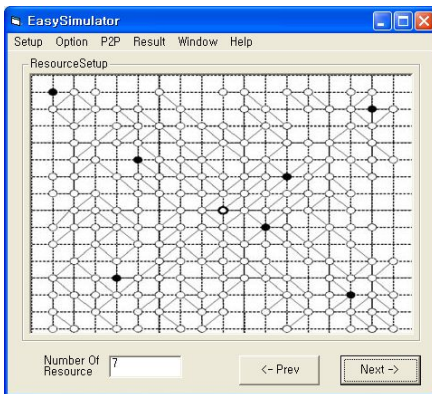 EasySimulator
Setup Option P2P Result Window Help
ResourceSetup
Number Of
Resource
7
<- Prev
Next ->